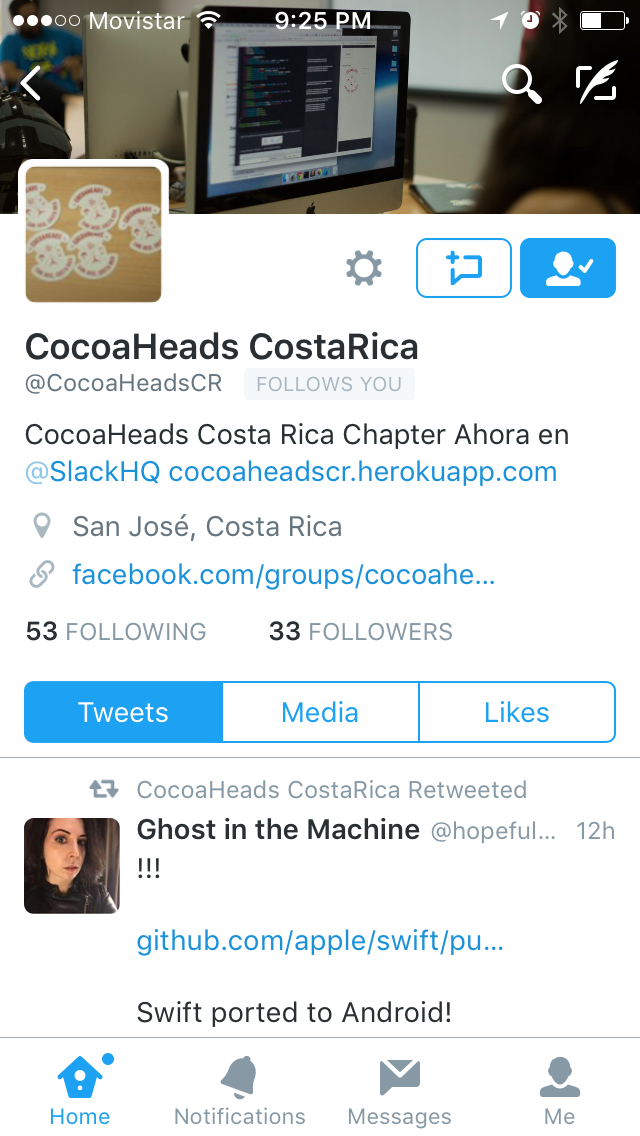 Movistar 9:25 PM
CocoaHeads CostaRica
@CocoaHeadsCR FOLLOWS YOU
CocoaHeads Costa Rica Chapter Ahora en
@SlackHQ cocoaheadscr.herokuapp.com
San José, Costa Rica
facebook.com/groups/cocoahe...
53 FOLLOWING 33 FOLLOWERS
Tweets Media Likes
CocoaHeads CostaRica Retweeted
Ghost in the Machine @hopeful... 12h
!!!
github.com/apple/swift/pu...
Swift ported to Android!
Home Notifications Messages Me